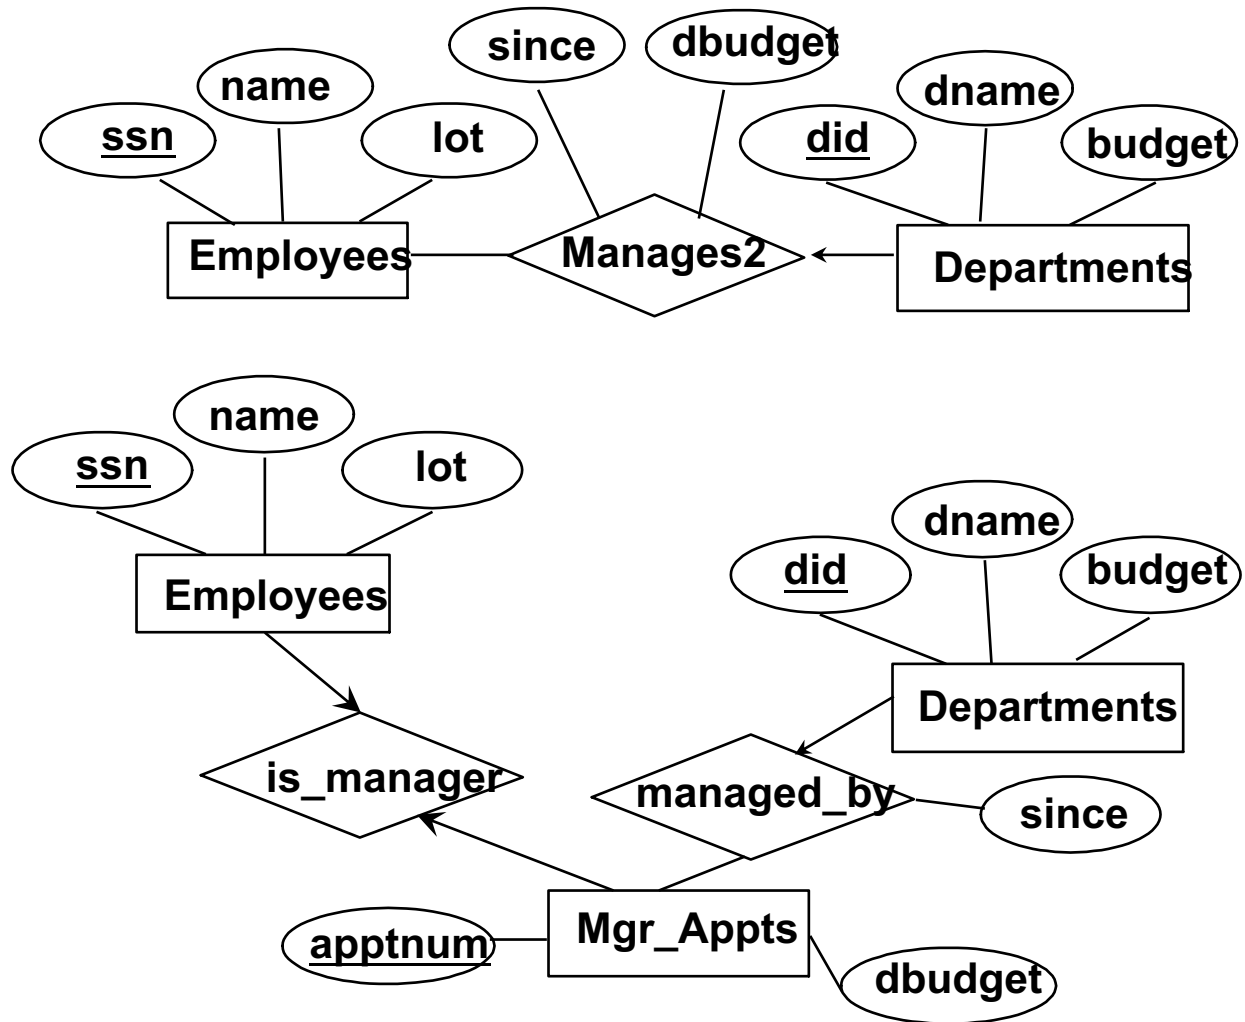 since
dbudget
name
dname
ssn
lot
did
budget
Employees
Manages2
Departments
name
ssn
lot
dname
did
budget
Employees
Departments
is_manager
managed_by
since
apptnum
Mgr_Appts
dbudget